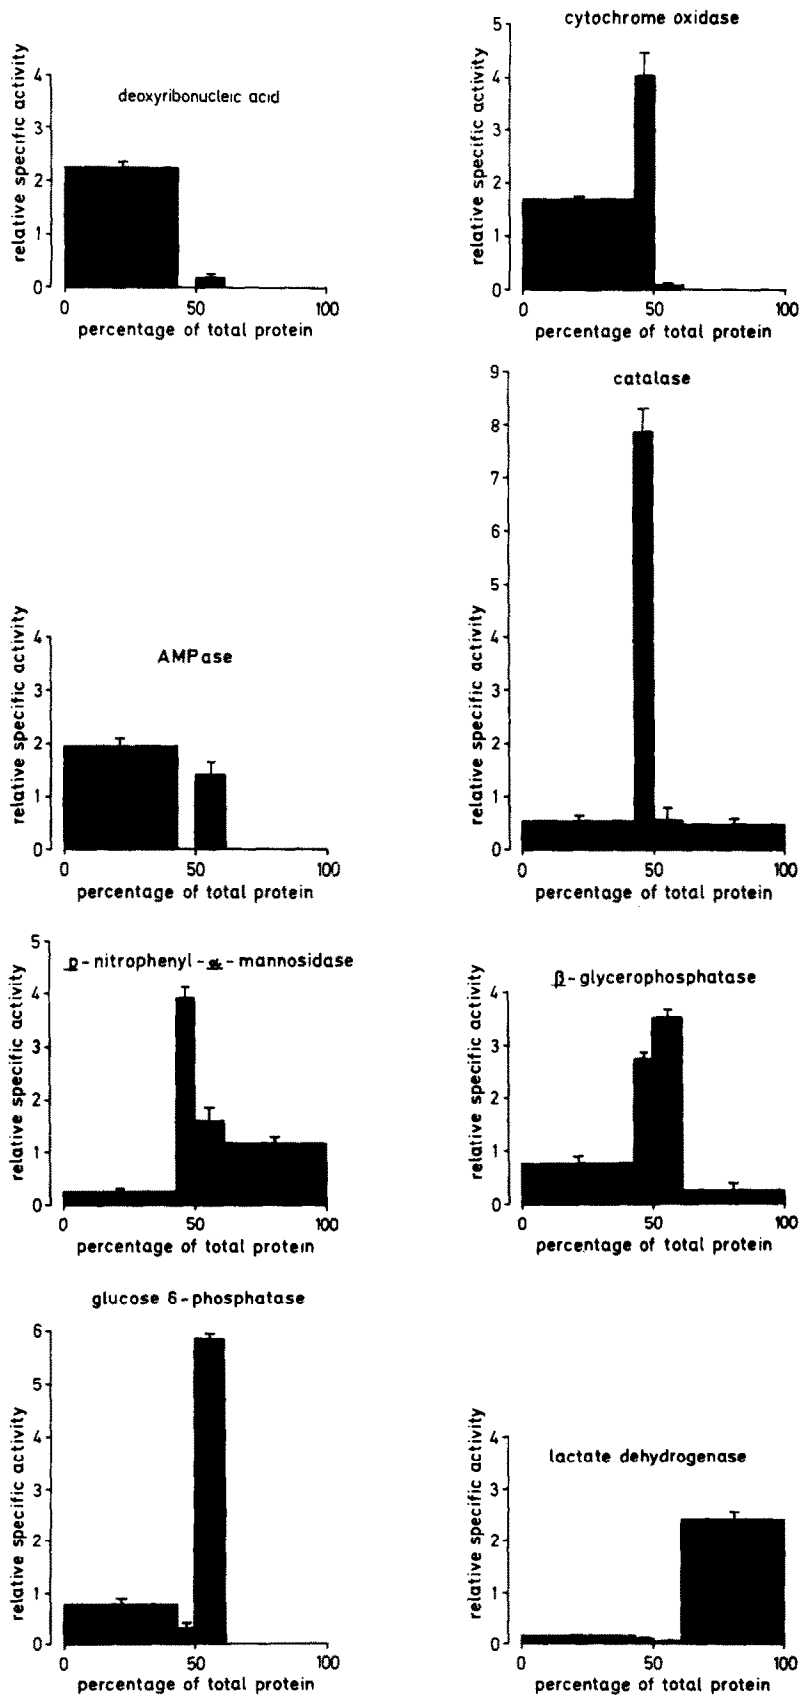 deoxyribonucleic acid
relative specific activity
4
3
2
1
0
0 50 100
percentage of total protein
cytochrome oxidase
relative specific activity
5
4
3
2
1
0
0 50 100
percentage of total protein
catalase
relative specific activity
9
8
7
6
5
4
3
2
1
0
0 50 100
percentage of total protein
AMPase
relative specific activity
4
3
2
1
0
0 50 100
percentage of total protein
p-nitrophenyl-α-mannosidase
relative specific activity
5
4
3
2
1
0
0 50 100
percentage of total protein
β-glycerophosphatase
relative specific activity
4
3
2
1
0
0 50 100
percentage of total protein
glucose 6-phosphatase
relative specific activity
6
5
4
3
2
1
0
0 50 100
percentage of total protein
lactate dehydrogenase
relative specific activity
4
3
2
1
0
0 50 100
percentage of total protein